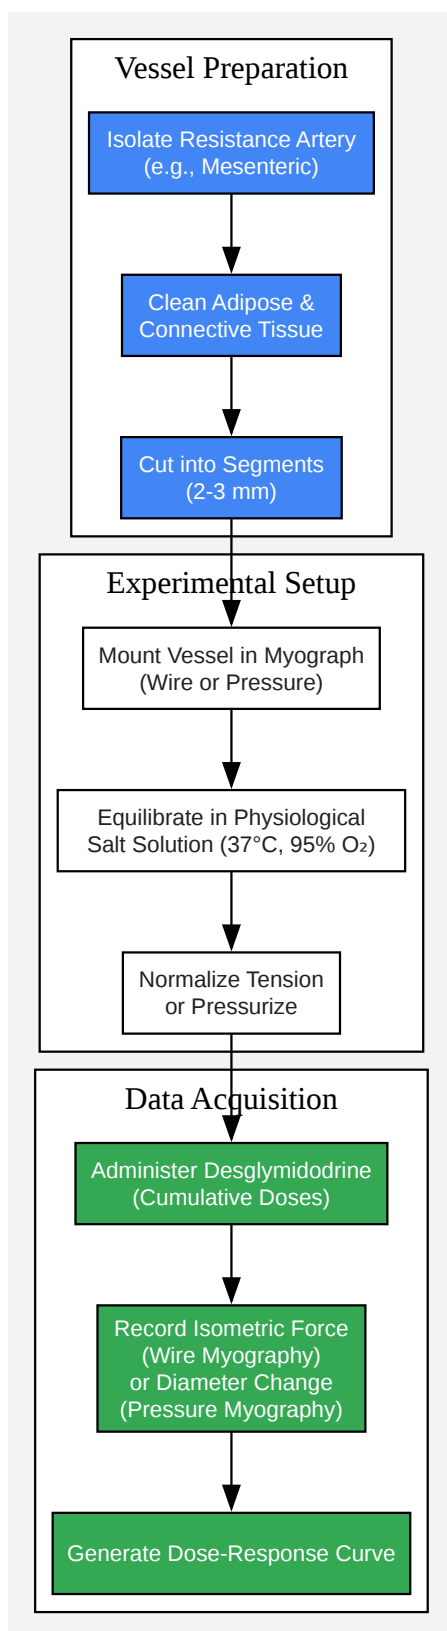 Vessel Preparation
Isolate Resistance Artery
(e.g., Mesenteric)
Clean Adipose &
Connective Tissue
Cut into Segments
(2-3 mm)
Experimental Setup
Mount Vessel in Myograph
(Wire or Pressure)
Equilibrate in Physiological
Salt Solution (37°C, 95% O₂)
Normalize Tension
or Pressurize
Data Acquisition
Administer Desglymidodrine
(Cumulative Doses)
Record Isometric Force
(Wire Myography)
or Diameter Change
(Pressure Myography)
Generate Dose-Response Curve